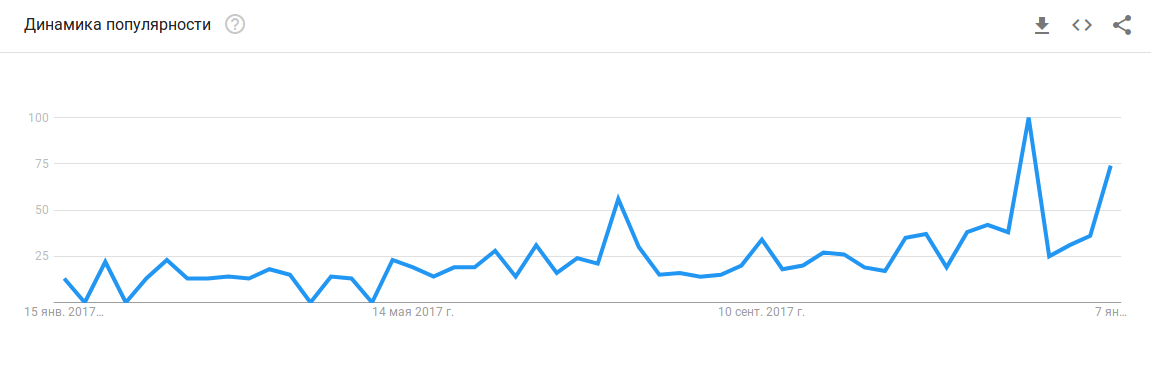 Динамика популярности ?
100
75
50
25
15 янв. 2017…
14 мая 2017 г.
10 сент. 2017 г.
7 ян…